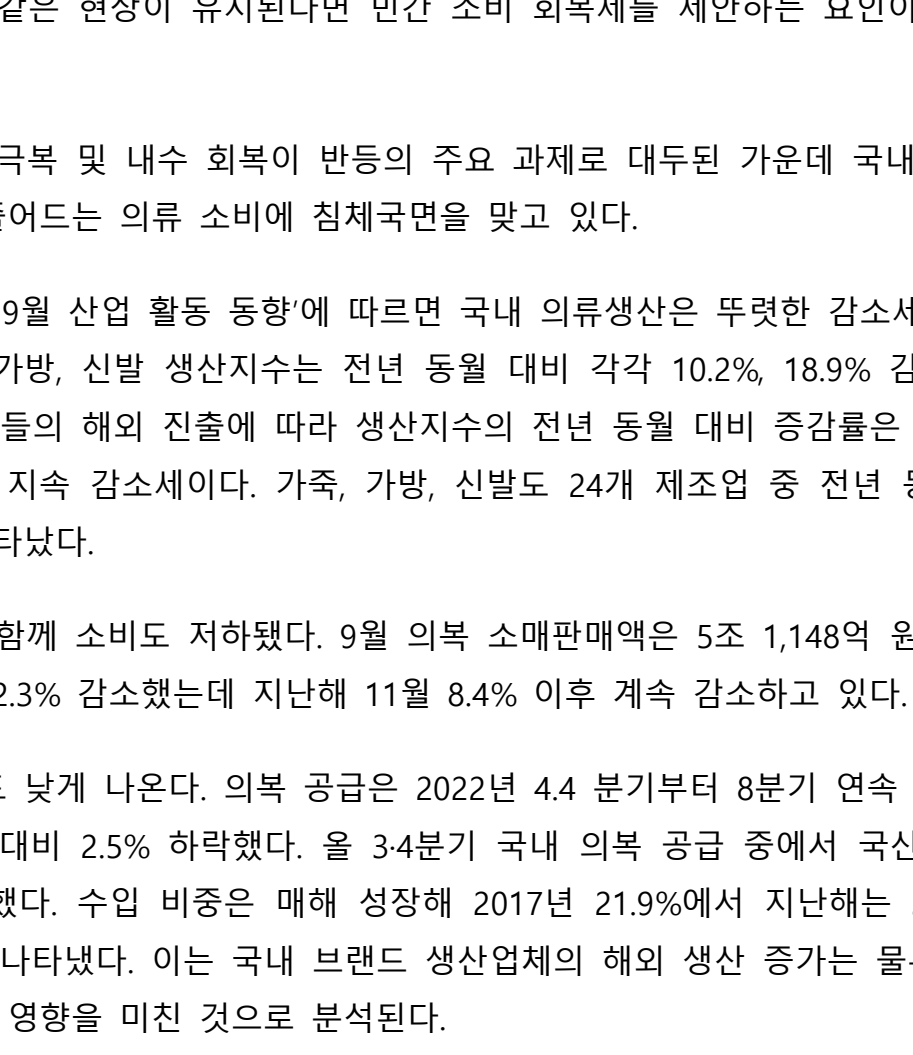 같은 현상이 유지된다면 민간 소비 회복세를 제안하는 요인이
극복 및 내수 회복이 반등의 주요 과제로 대두된 가운데 국내
줄어드는 의류 소비에 침체국면을 맞고 있다.
9월 산업 활동 동향’에 따르면 국내 의류생산은 뚜렷한 감소세
가방, 신발 생산지수는 전년 동월 대비 각각 10.2%, 18.9% 감
들의 해외 진출에 따라 생산지수의 전년 동월 대비 증감률은
지속 감소세이다. 가죽, 가방, 신발도 24개 제조업 중 전년 동
타났다.
함께 소비도 저하됐다. 9월 의복 소매판매액은 5조 1,148억 원
2.3% 감소했는데 지난해 11월 8.4% 이후 계속 감소하고 있다.
낮게 나온다. 의복 공급은 2022년 4.4 분기부터 8분기 연속
대비 2.5% 하락했다. 올 3·4분기 국내 의복 공급 중에서 국산
했다. 수입 비중은 매해 성장해 2017년 21.9%에서 지난해는
나타냈다. 이는 국내 브랜드 생산업체의 해외 생산 증가는
영향을 미친 것으로 분석된다.